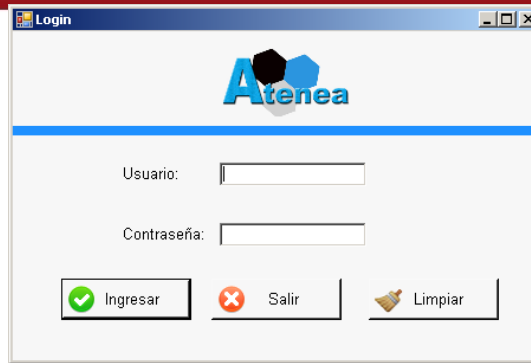 Login
Atenea
Usuario:
Contraseña:
Ingresar Salir Limpiar